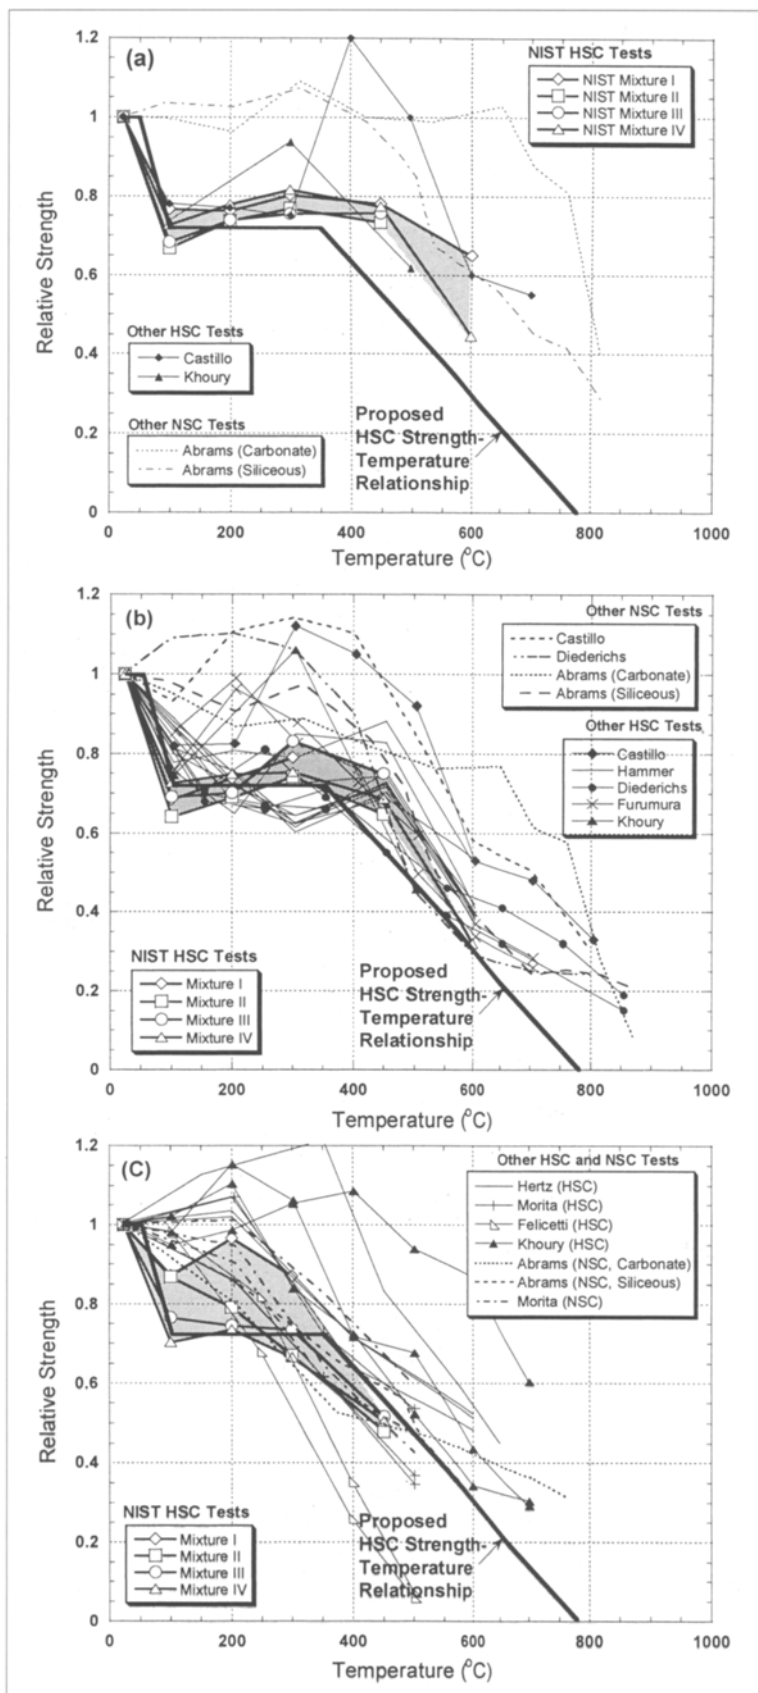 (a)
NIST HSC Tests
NIST Mixture I
NIST Mixture II
NIST Mixture III
NIST Mixture IV
1.2
1
0.8
0.6
0.4
0.2
0
Relative Strength
Other HSC Tests
Castillo
Khoury
Other NSC Tests
Abrams (Carbonate)
Abrams (Siliceous)
Proposed
HSC Strength-
Temperature
Relationship
0 200 400 600 800 1000
Temperature (°C)
(b)
Other NSC Tests
Castillo
Diederichs
Abrams (Carbonate)
Abrams (Siliceous)
Other HSC Tests
Castillo
Hammer
Diederichs
Furumura
Khoury
1.2
1
0.8
0.6
0.4
0.2
0
Relative Strength
NIST HSC Tests
Mixture I
Mixture II
Mixture III
Mixture IV
Proposed
HSC Strength-
Temperature
Relationship
0 200 400 600 800 1000
Temperature (°C)
(C)
Other HSC and NSC Tests
Hertz (HSC)
Morita (HSC)
Felicetti (HSC)
Khoury (HSC)
Abrams (NSC, Carbonate)
Abrams (NSC, Siliceous)
Morita (NSC)
1.2
1
0.8
0.6
0.4
0.2
0
Relative Strength
NIST HSC Tests
Mixture I
Mixture II
Mixture III
Mixture IV
Proposed
HSC Strength-
Temperature
Relationship
0 200 400 600 800 1000
Temperature (°C)